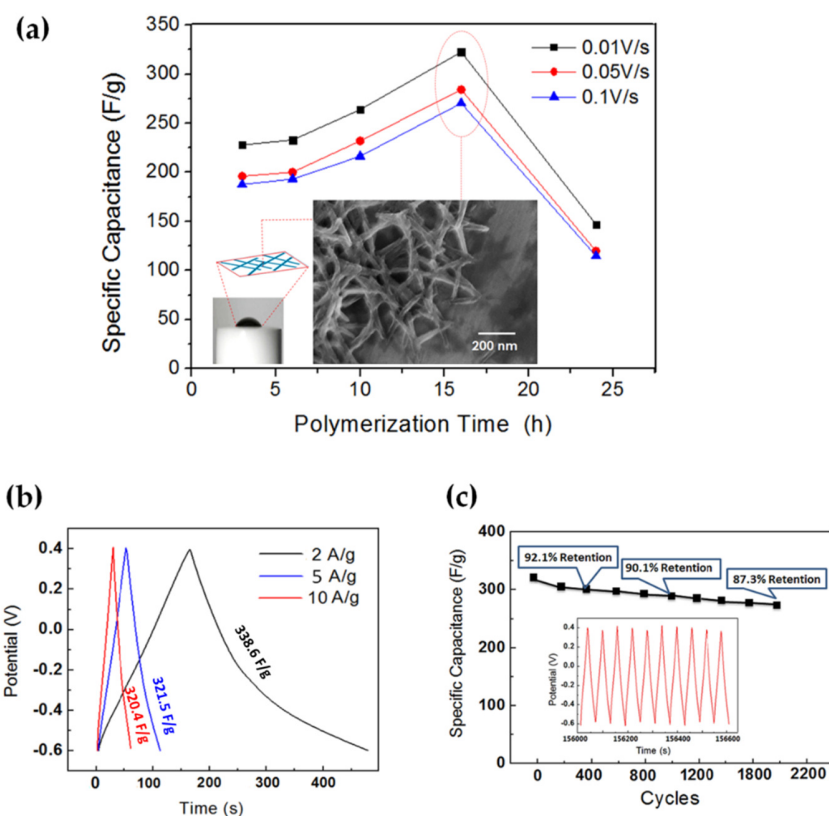 (a)
350
300
250
200
150
100
50
0
Specific Capacitance (F/g)
0.01V/s
0.05V/s
0.1V/s
200 nm
0 5 10 15 20 25
Polymerization Time (h)
(b)
0.4
0.0
-0.2
-0.4
-0.6
Potential (V)
2 A/g
5 A/g
10 A/g
338.6 F/g
321.5 F/g
320.4 F/g
0 100 200 300 400
Time (s)
(c)
400
300
200
100
0
Specific Capacitance (F/g)
92.1% Retention
90.1% Retention
87.3% Retention
0.4
0.2
0.0
-0.2
-0.4
-0.6
Potential (V)
156000 156200 156400 156600
Time (s)
0 400 800 1200 1600 2000 2200
Cycles